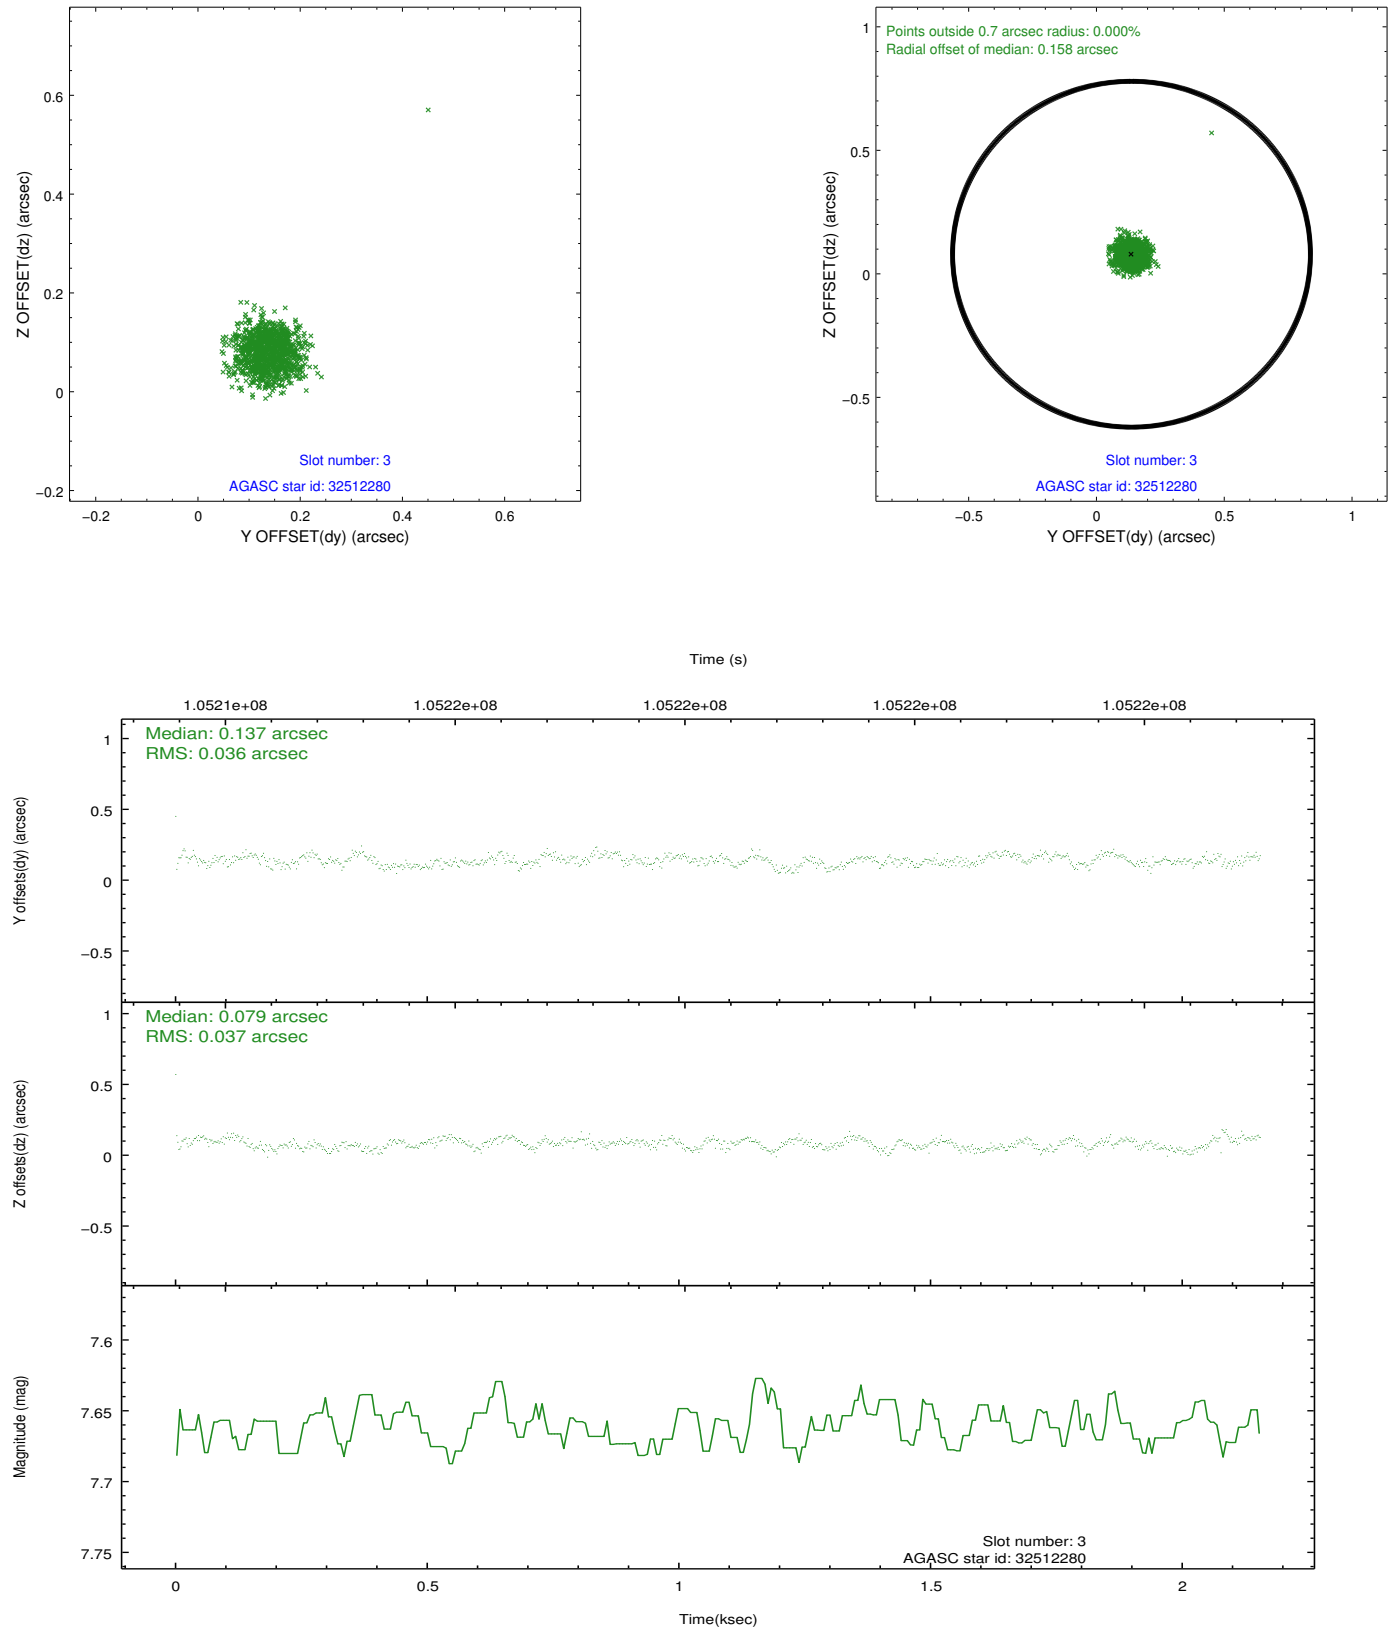 0.6
0.4
0.2
0
−0.2
Z OFFSET(dz) (arcsec)
Slot number: 3
AGASC star id: 32512280
−0.2 0 0.2 0.4 0.6
Y OFFSET(dy) (arcsec)
Points outside 0.7 arcsec radius: 0.000%
Radial offset of median: 0.158 arcsec
1
0.5
0
−0.5
Z OFFSET(dz) (arcsec)
Slot number: 3
AGASC star id: 32512280
−0.5 0 0.5 1
Y OFFSET(dy) (arcsec)
Time (s)
1.0521e+08 1.0522e+08 1.0522e+08 1.0522e+08 1.0522e+08
Median: 0.137 arcsec
RMS: 0.036 arcsec
1
0.5
0
−0.5
Y offsets(dy) (arcsec)
Median: 0.079 arcsec
RMS: 0.037 arcsec
1
0.5
0
−0.5
Z offsets(dz) (arcsec)
7.6
7.65
7.7
7.75
Magnitude (mag)
Slot number: 3
AGASC star id: 32512280
0 0.5 1 1.5 2
Time(ksec)